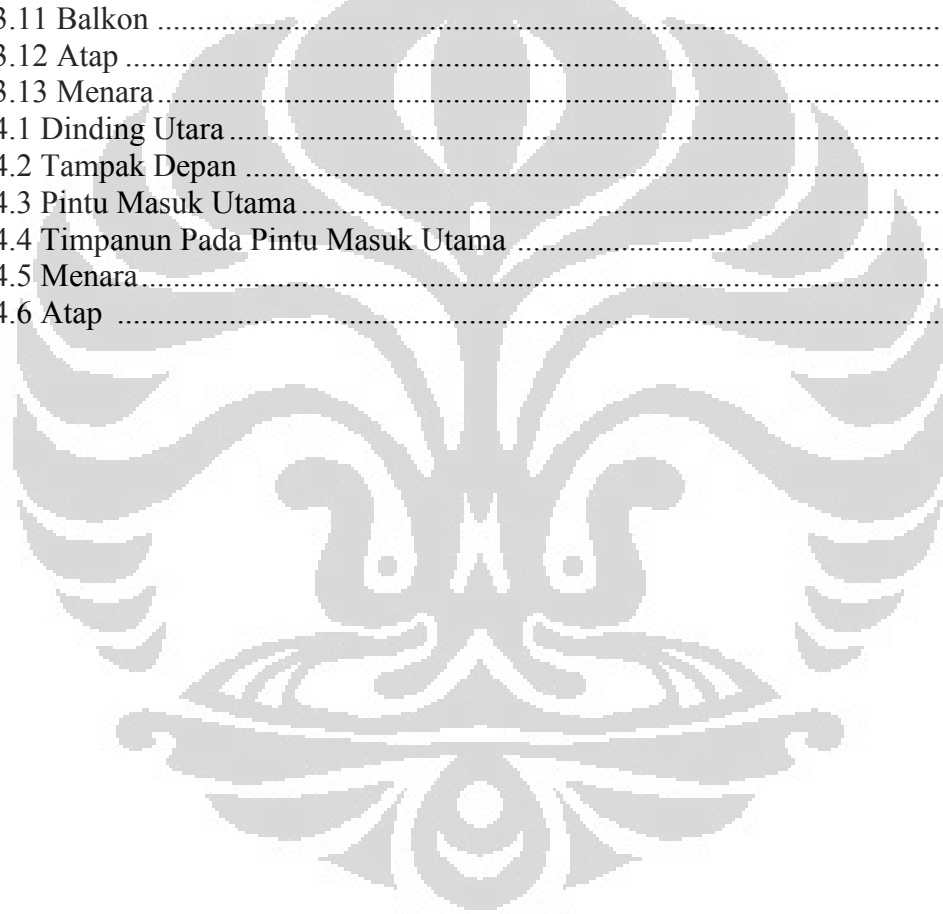 3.11 Balkon ........................................................................................................
3.12 Atap ............................................................................................................
3.13 Menara........................................................................................................
4.1 Dinding Utara ..............................................................................................
4.2 Tampak Depan ............................................................................................
4.3 Pintu Masuk Utama .....................................................................................
4.4 Timpanun Pada Pintu Masuk Utama .........................................................
4.5 Menara..........................................................................................................
4.6 Atap .............................................................................................................